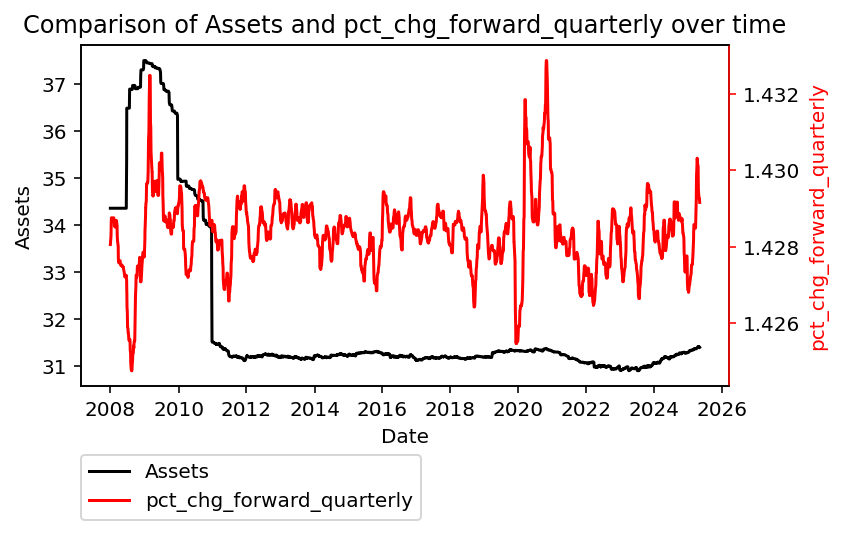 Comparison of Assets and pct_chg_forward_quarterly over time
37
36
35
34
33
32
31
Assets
1.432
1.430
1.428
1.426
pct_chg_forward_quarterly
2008 2010 2012 2014 2016 2018 2020 2022 2024 2026
Date
Assets
pct_chg_forward_quarterly